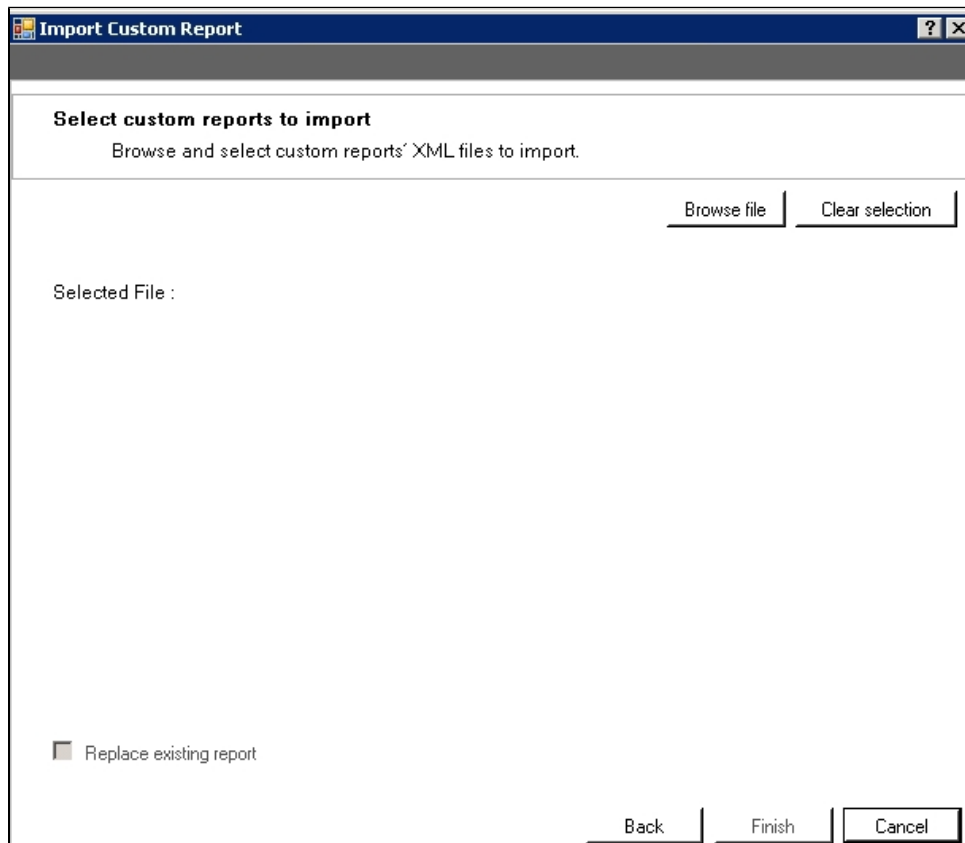 Import Custom Report
Select custom reports to import
Browse and select custom reports´ XML files to import.
Browse file Clear selection
Selected File :
Replace existing report
Back Finish Cancel